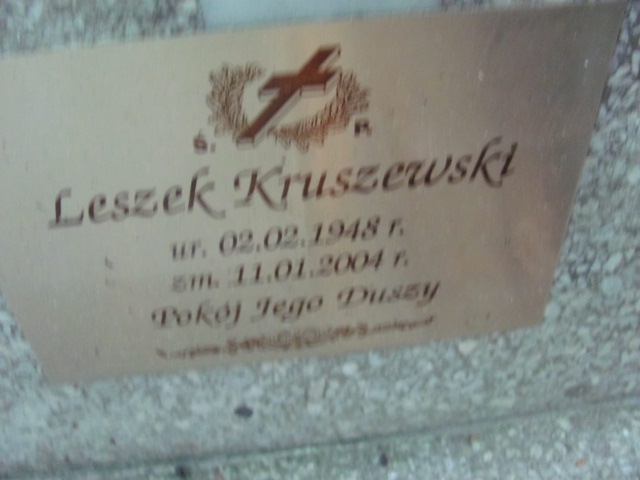 Ś. P.
Leszek Kruszewski
ur. 02.02.1948 r.
zm. 11.01.2004 r.
Pokój Jego Duszy